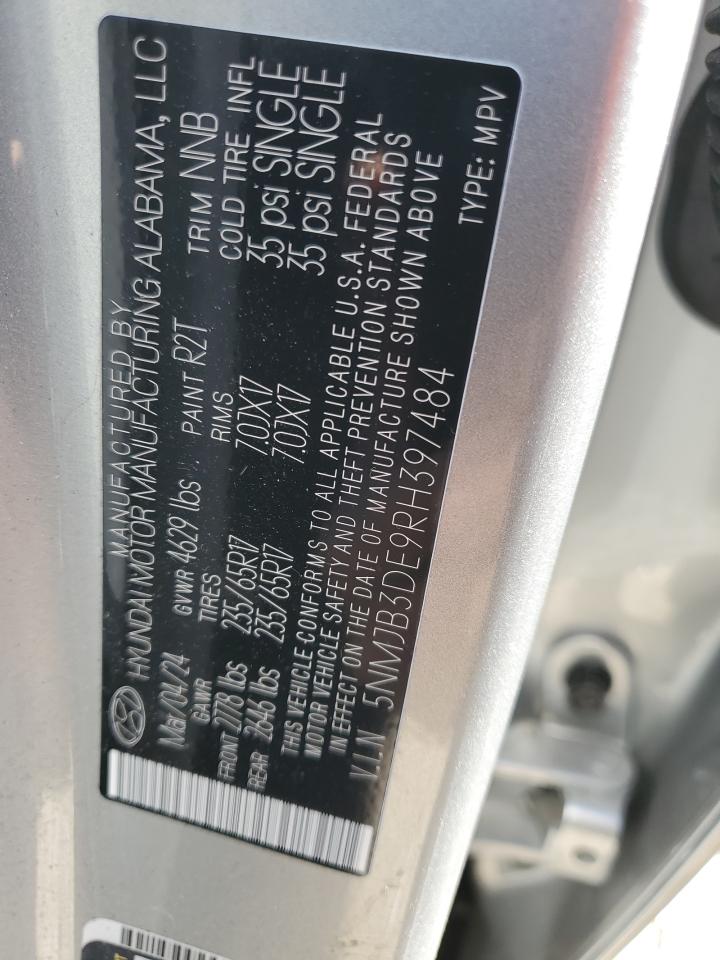 MANUFACTURED BY
HYUNDAI MOTOR MANUFACTURING ALABAMA, LLC
Mar/04/24 GVWR 4629 lbs PAINT R2T TRIM NNB
GAWR TIRES RIMS COLD TIRE INFL
FRONT 2778 lbs 235/65R17 7.0JX17 35 psi SINGLE
REAR 2646 lbs 235/65R17 7.0JX17 35 psi SINGLE
THIS VEHICLE CONFORMS TO ALL APPLICABLE U.S.A. FEDERAL
MOTOR VEHICLE SAFETY AND THEFT PREVENTION STANDARDS
IN EFFECT ON THE DATE OF MANUFACTURE SHOWN ABOVE
V.I.N 5NMJB3DE9RH397484
TYPE: MPV